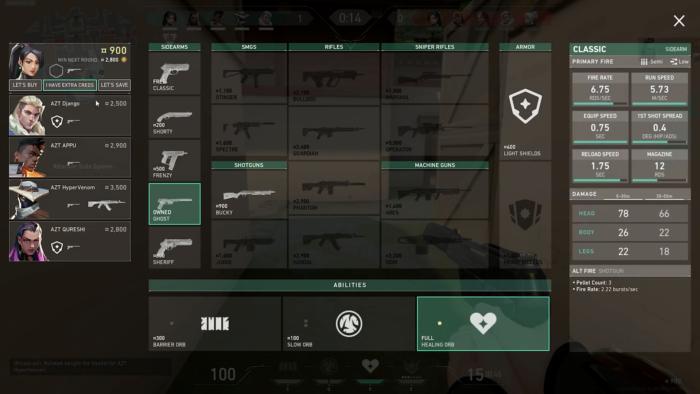 1 0:14
SIDEARMS SMGS RIFLES SNIPER RIFLES ARMOR
¤ 900
MIN NEXT ROUND: ¤ 2,800
LET'S BUY I HAVE EXTRA CREDS LET'S SAVE
AZT Django ¤ 2,500
AZT APPU ¤ 2,900
AZT HyperVenom ¤ 3,500
AZT QURESHI ¤ 2,800
FREE
CLASSIC
¤200
SHORTY
¤500
FRENZY
OWNED
GHOST
¤800
SHERIFF
STINGER
BULLDOG
SPECTRE
GUARDIAN
SHOTGUNS MACHINE GUNS
¤900
BUCKY
PHANTOM
ARES
¤400
LIGHT SHIELDS
ABILITIES
¤300
BARRIER ORB
¤100
SLOW ORB
FULL
HEALING ORB
100 15
CLASSIC SIDEARM
PRIMARY FIRE Semi Low
FIRE RATE
6.75
RDS/SEC
RUN SPEED
5.73
M/SEC
EQUIP SPEED
0.75
SEC
1ST SHOT SPREAD
0.4
DEG (HIP/ADS)
RELOAD SPEED
1.75
SEC
MAGAZINE
12
RDS
DAMAGE 0-30m 30-50m
HEAD 78 66
BODY 26 22
LEGS 22 18
ALT FIRE SHOTGUN
• Pellet Count: 3
• Fire Rate: 2.22 bursts/sec